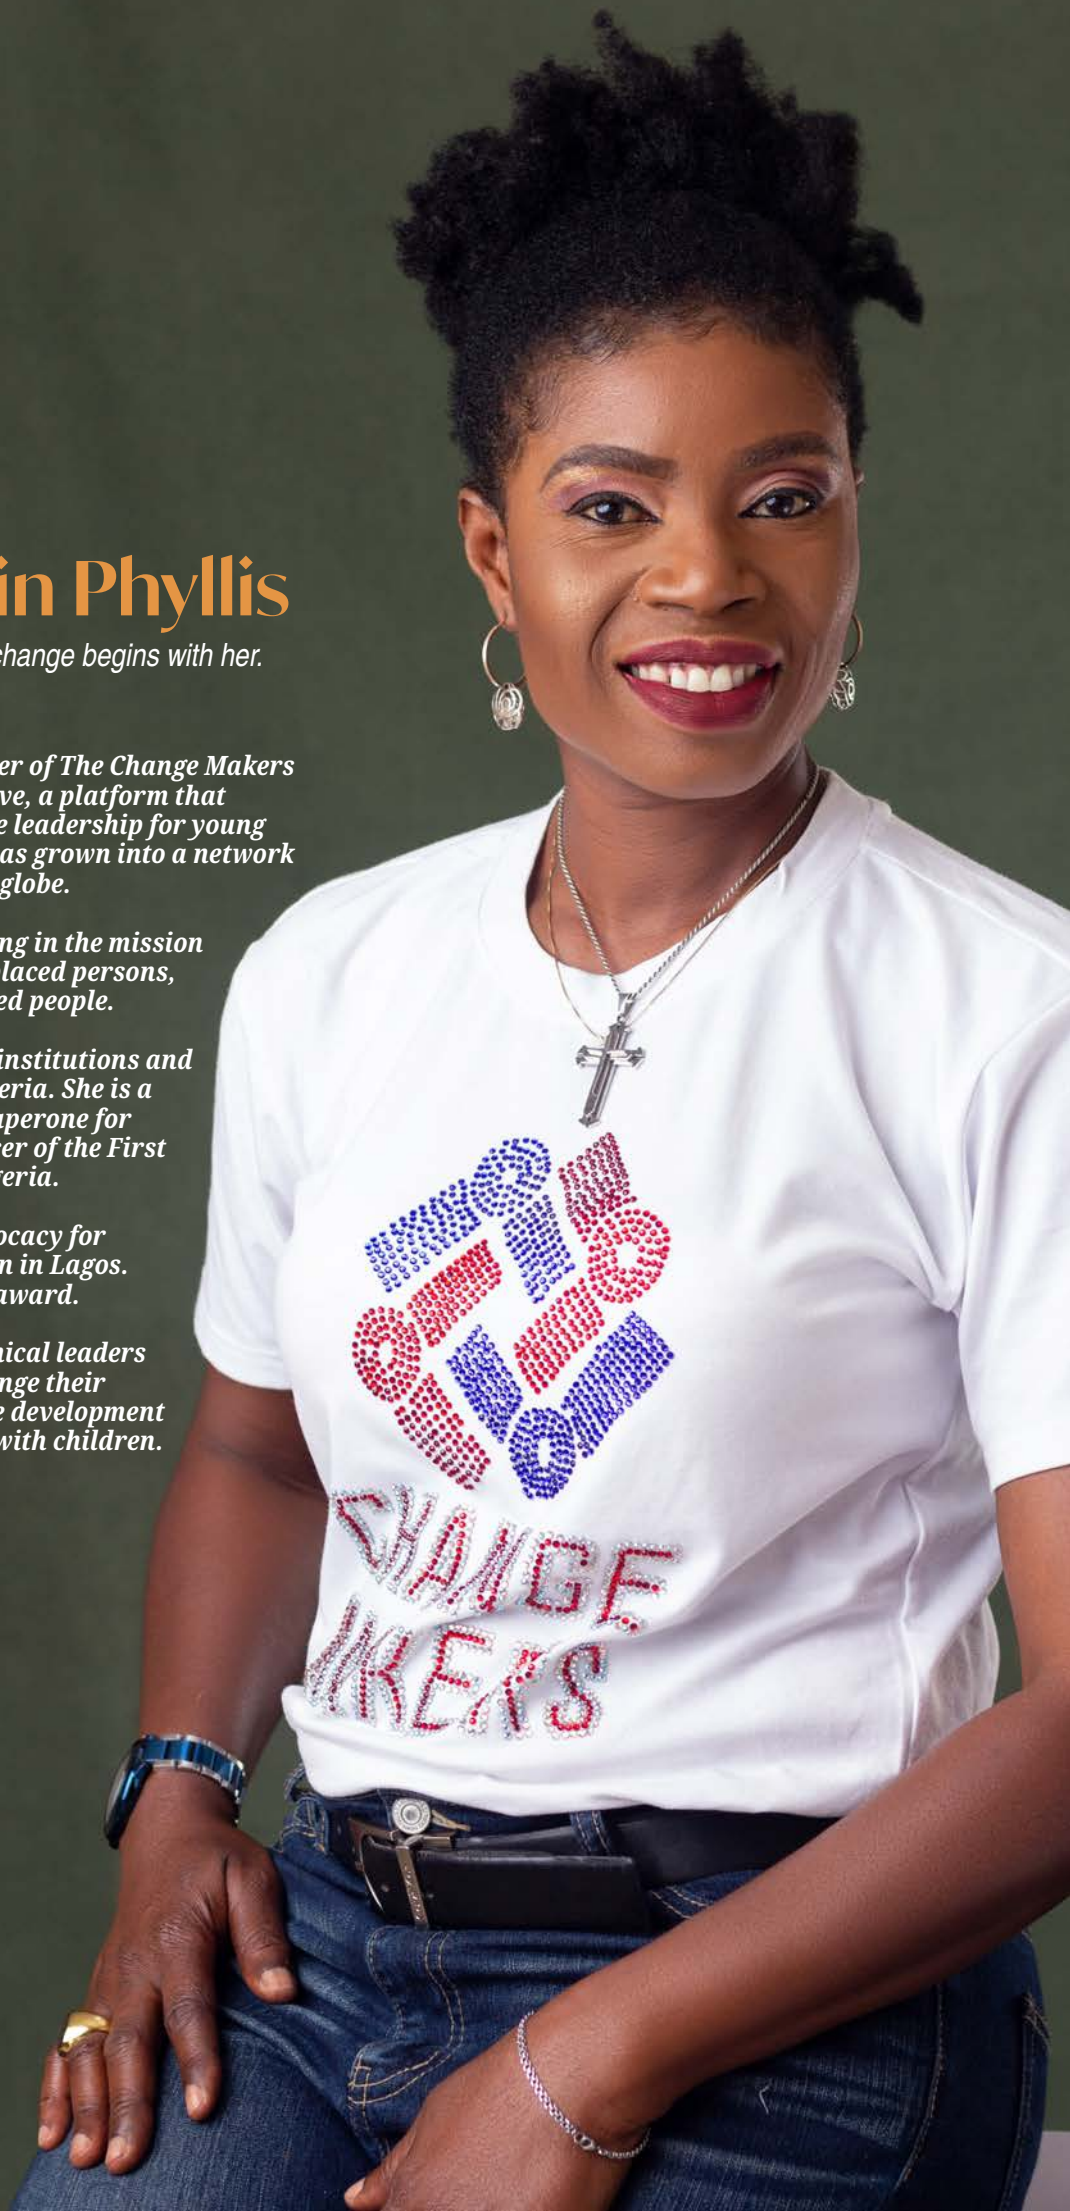 in Phyllis
change begins with her.
er of The Change Makers
ve, a platform that
e leadership for young
as grown into a network
globe.
ng in the mission
laced persons,
ed people.
institutions and
eria. She is a
aperone for
er of the First
eria.
ocacy for
n in Lagos.
award.
ical leaders
nge their
e development
with children.
CHANGE
KERS